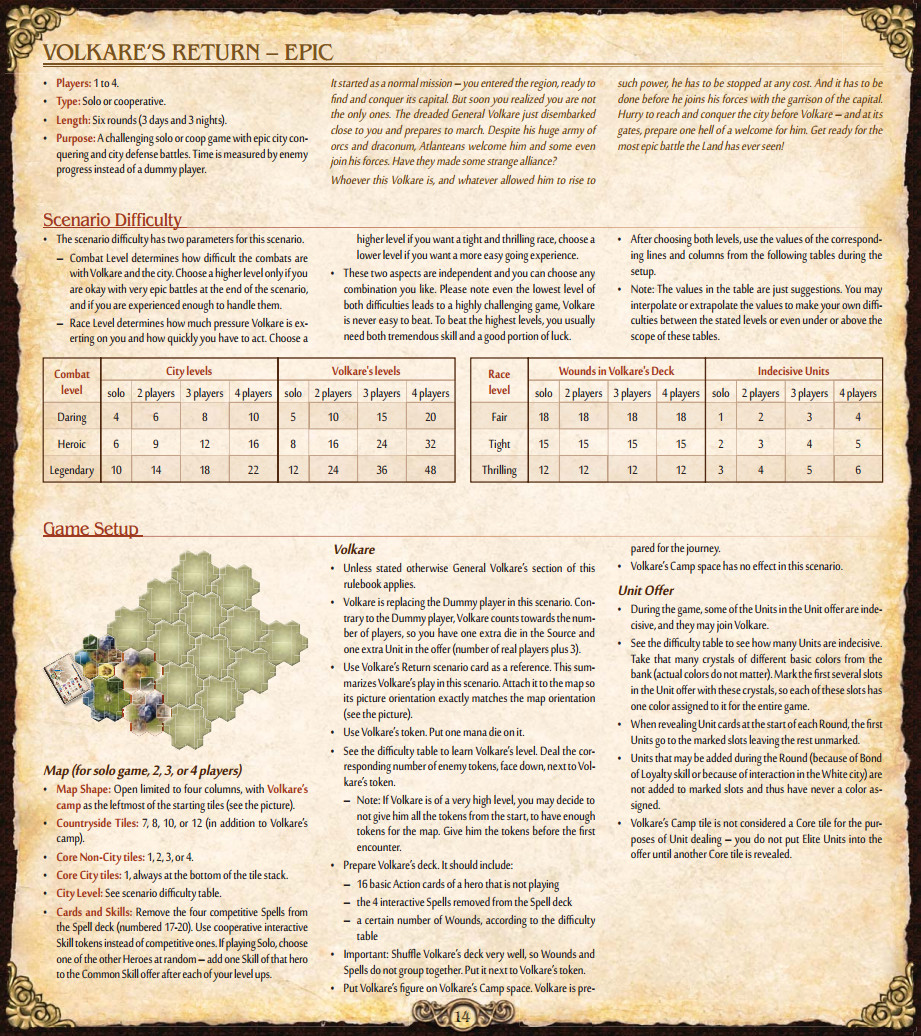 VOLKARE'S RETURN – EPIC
• Players: 1 to 4.
• Type: Solo or cooperative.
• Length: Six rounds (3 days and 3 nights).
• Purpose: A challenging solo or coop game with epic city con-
quering and city defense battles. Time is measured by enemy
progress instead of a dummy player.
It started as a normal mission – you entered the region, ready to
find and conquer its capital. But soon you realized you are not
the only ones. The dreaded General Volkare just disembarked
close to you and prepares to march. Despite his huge army of
orcs and draconum, Atlanteans welcome him and some even
join his forces. Have they made some strange alliance?
Whoever this Volkare is, and whatever allowed him to rise to
such power, he has to be stopped at any cost. And it has to be
done before he joins his forces with the garrison of the capital.
Hurry to reach and conquer the city before Volkare – and at its
gates, prepare one hell of a welcome for him. Get ready for the
most epic battle the Land has ever seen!
Scenario Difficulty
• The scenario difficulty has two parameters for this scenario.
– Combat Level determines how difficult the combats are
with Volkare and the city. Choose a higher level only if you
are okay with very epic battles at the end of the scenario,
and if you are experienced enough to handle them.
– Race Level determines how much pressure Volkare is ex-
erting on you and how quickly you have to act. Choose a
higher level if you want a tight and thrilling race, choose a
lower level if you want a more easy going experience.
• These two aspects are independent and you can choose any
combination you like. Please note even the lowest level of
both difficulties leads to a highly challenging game, Volkare
is never easy to beat. To beat the highest levels, you usually
need both tremendous skill and a good portion of luck.
• After choosing both levels, use the values of the correspond-
ing lines and columns from the following tables during the
setup.
• Note: The values in the table are just suggestions. You may
interpolate or extrapolate the values to make your own diffi-
culties between the stated levels or even under or above the
scope of these tables.
Combat level City levels Volkare's levels
solo 2 players 3 players 4 players solo 2 players 3 players 4 players
Daring 4 6 8 10 5 10 15 20
Heroic 6 9 12 16 8 16 24 32
Legendary 10 14 18 22 12 24 36 48
Race level Wounds in Volkare's Deck Indecisive Units
solo 2 players 3 players 4 players solo 2 players 3 players 4 players
Fair 18 18 18 18 1 2 3 4
Tight 15 15 15 15 2 3 4 5
Thrilling 12 12 12 12 3 4 5 6
Game Setup
Map (for solo game, 2, 3, or 4 players)
• Map Shape: Open limited to four columns, with Volkare's
camp as the leftmost of the starting tiles (see the picture).
• Countryside Tiles: 7, 8, 10, or 12 (in addition to Volkare's
camp).
• Core Non-City tiles: 1, 2, 3, or 4.
• Core City tiles: 1, always at the bottom of the tile stack.
• City Level: See scenario difficulty table.
• Cards and Skills: Remove the four competitive Spells from
the Spell deck (numbered 17-20). Use cooperative interactive
Skill tokens instead of competitive ones. If playing Solo, choose
one of the other Heroes at random – add one Skill of that hero
to the Common Skill offer after each of your level ups.
Volkare
• Unless stated otherwise General Volkare's section of this
rulebook applies.
• Volkare is replacing the Dummy player in this scenario. Con-
trary to the Dummy player, Volkare counts towards the num-
ber of players, so you have one extra die in the Source and
one extra Unit in the offer (number of real players plus 3).
• Use Volkare's Return scenario card as a reference. This sum-
marizes Volkare's play in this scenario. Attach it to the map so
its picture orientation exactly matches the map orientation
(see the picture).
• Use Volkare's token. Put one mana die on it.
• See the difficulty table to learn Volkare's level. Deal the cor-
responding number of enemy tokens, face down, next to Vol-
kare's token.
– Note: If Volkare is of a very high level, you may decide to
not give him all the tokens from the start, to have enough
tokens for the map. Give him the tokens before the first
encounter.
• Prepare Volkare's deck. It should include:
– 16 basic Action cards of a hero that is not playing
– the 4 interactive Spells removed from the Spell deck
– a certain number of Wounds, according to the difficulty
table
• Important: Shuffle Volkare's deck very well, so Wounds and
Spells do not group together. Put it next to Volkare's token.
• Put Volkare's figure on Volkare's Camp space. Volkare is pre-
pared for the journey.
• Volkare's Camp space has no effect in this scenario.
Unit Offer
• During the game, some of the Units in the Unit offer are inde-
cisive, and they may join Volkare.
• See the difficulty table to see how many Units are indecisive.
Take that many crystals of different basic colors from the
bank (actual colors do not matter). Mark the first several slots
in the Unit offer with these crystals, so each of these slots has
one color assigned to it for the entire game.
• When revealing Unit cards at the start of each Round, the first
Units go to the marked slots leaving the rest unmarked.
• Units that may be added during the Round (because of Bond
of Loyalty skill or because of interaction in the White city) are
not added to marked slots and thus have never a color as-
signed.
• Volkare's Camp tile is not considered a Core tile for the pur-
poses of Unit dealing – you do not put Elite Units into the
offer until another Core tile is revealed.
14